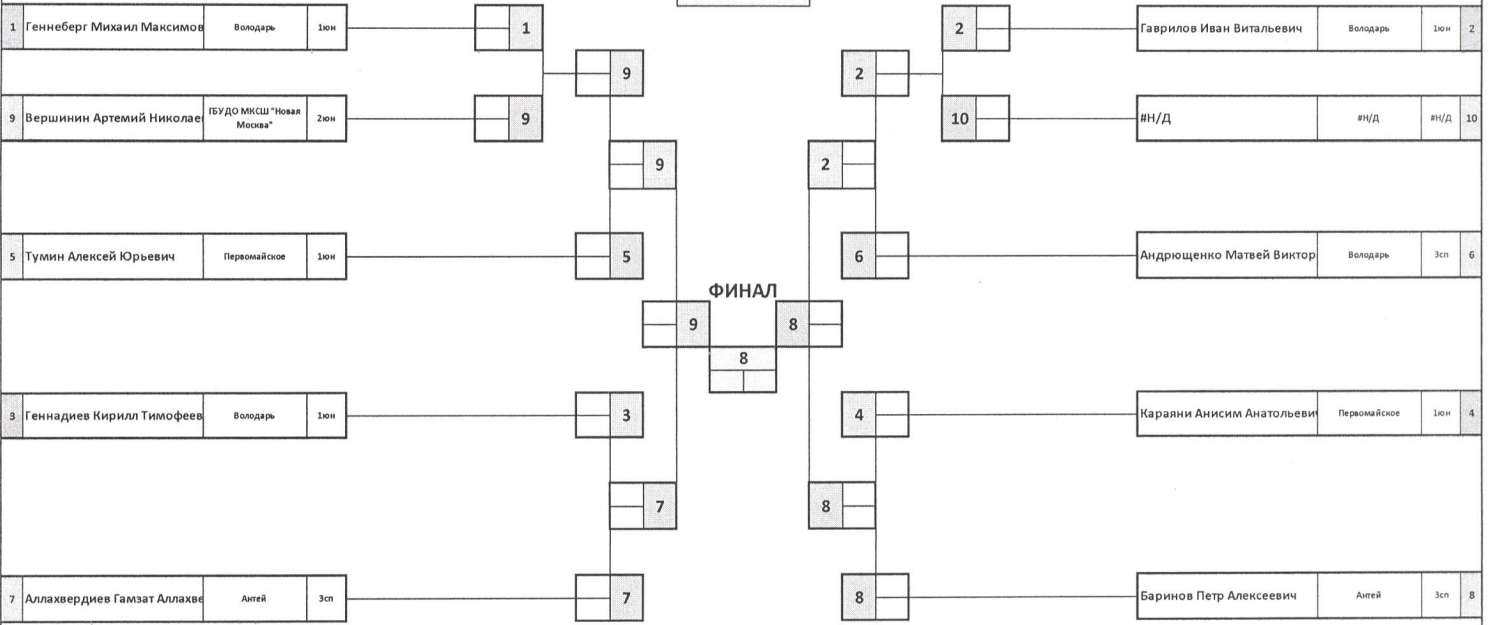 1 Геннеберг Михаил Максимов Володарь 1юн 1
2 Гаврилов Иван Витальевич Володарь 1юн 2
9
2
9 Вершинин Артемий Николае ГБУДО МКСШ "Новая
Москва" 2юн 9
10 #Н/Д #Н/Д #Н/Д 10
9
2
5 Тумин Алексей Юрьевич Первомайское 1юн 5
6 Андрющенко Матвей Виктор Володарь 3сп 6
ФИНАЛ
9 8
8
3 Геннадиев Кирилл Тимофеев Володарь 1юн 3
4 Караяни Анисим Анатольеви Первомайское 1юн 4
7
8
7 Аллахвердиев Гамзат Аллахве Антей 3сп 7
8 Баринов Петр Алексеевич Антей 3сп 8